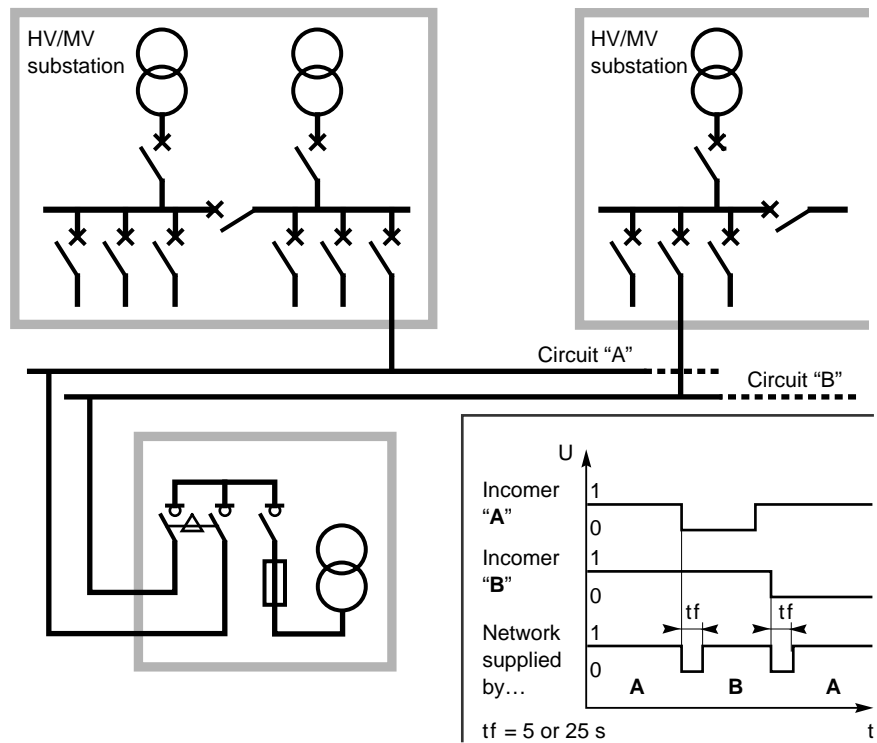 HV/MV
substation
HV/MV
substation
Circuit “A”
Circuit “B”
U
Incomer
“A”
1
0
Incomer
“B”
1
0
tf
tf
Network
supplied
by…
1
0
A
B
A
tf = 5 or 25 s
t